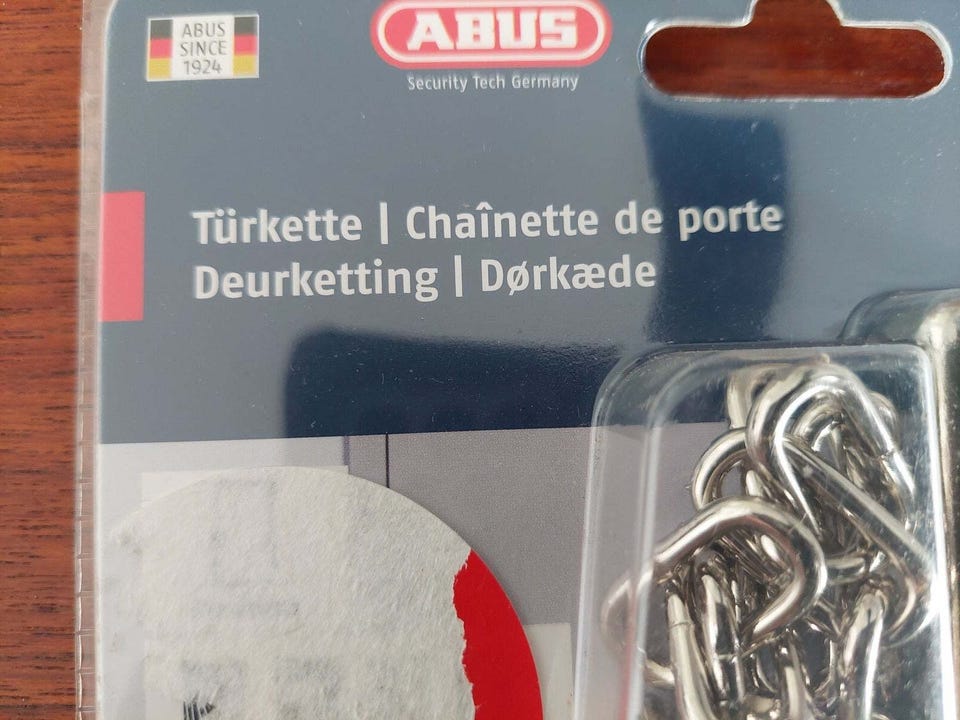 ABUS
SINCE
1924
ABUS
Security Tech Germany
Türkette | Chaînette de porte
Deurketting | Dørkæde